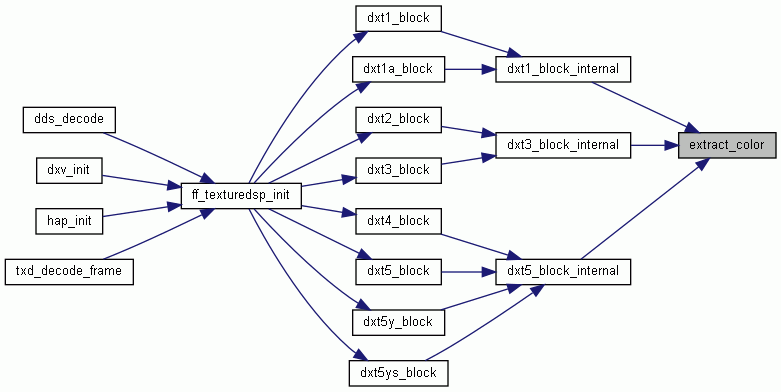 dxt1_block
dxt1a_block
dxt1_block_internal
dds_decode
dxt2_block
extract_color
dxt3_block_internal
dxv_init
dxt3_block
ff_texturedsp_init
hap_init
dxt4_block
txd_decode_frame
dxt5_block
dxt5_block_internal
dxt5y_block
dxt5ys_block